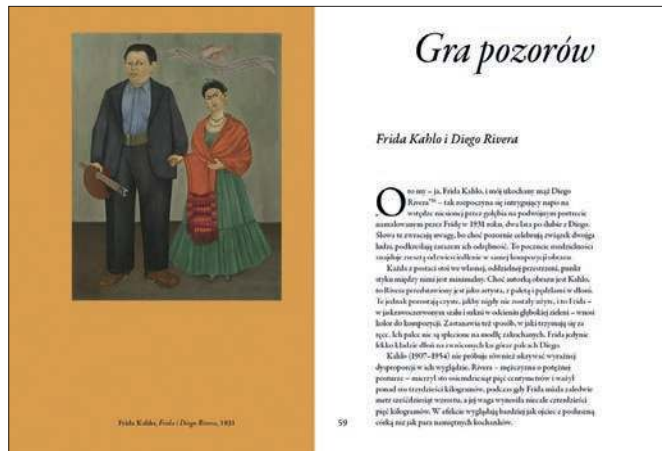 Frida Kahlo, Frida i Diego Rivera, 1931
Gra pozorów
Frida Kahlo i Diego Rivera
„Oto my – ja, Frida Kahlo, i mój ukochany mąż Diego
Rivera” – tak rozpoczyna się intrygujący napis na
wstędze niesionej przez gołębia na podwójnym portrecie
namalowanym przez Fridę w 1931 roku, dwa lata po ślubie z Diego.
Słowa te zwracają uwagę, bo choć pozornie celebrują związek dwojga
ludzi, podkreślają zarazem ich odrębność. To poczucie
znajduje zresztą odzwierciedlenie w samej kompozycji obrazu.
Każda z postaci stoi we własnej, oddzielnej przestrzeni, punkt
styku między nimi jest minimalny. Choć autorką obrazu jest Kahlo,
to Rivera przedstawiony jest jako artysta, z paletą i pędzlami w dłoni.
Te jednak pozostają czyste, jakby nigdy nie zostały użyte, i to Frida –
w jaskrawoczerwonym szalu i sukni w odcieniu głębokiej zieleni – wnosi
kolor do kompozycji. Zastanawia też sposób, w jaki trzymają się za
ręce. Ich palce nie są splecione na modłę zakochanych. Frida jedynie
lekko kładzie dłoń na zwróconych ku górze palcach Diego.
Kahlo (1907–1954) nie próbuje również ukrywać wyraźnej
dysproporcji w ich wyglądzie. Rivera – mężczyzna o potężnej
posturze – mierzył sto osiemdziesiąt pięć centymetrów i ważył
ponad sto trzydzieści kilogramów, podczas gdy Frida miała zaledwie
metr sześćdziesiąt wzrostu, a jej waga wynosiła niecałe czterdzieści
pięć kilogramów. W efekcie wyglądają bardziej jak ojciec z posłuszną
córką niż jak para namiętnych kochanków.
59